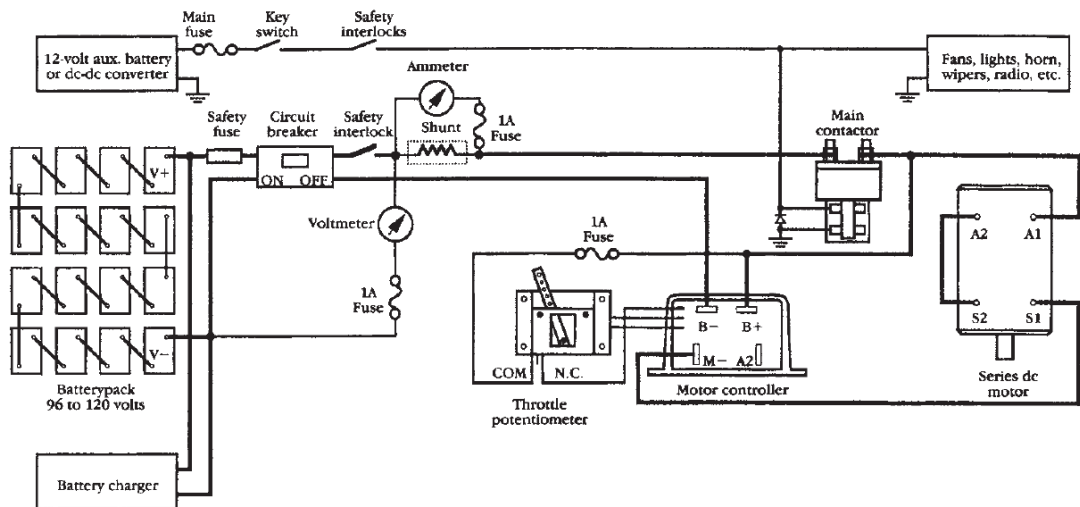 Main
fuse
Key
switch
Safety
interlocks
12-volt aux. battery
or dc-dc converter
Fans, lights, horn,
wipers, radio, etc.
Ammeter
Shunt
1A
Fuse
Safety
fuse
Circuit
breaker
Safety
interlock
Main
contactor
V+
ON OFF
Voltmeter
1A
Fuse
1A
Fuse
A2 A1
S2 S1
B- B+
M- A2
V-
COM N.C.
Batterypack
96 to 120 volts
Throttle
potentiometer
Motor controller
Series dc
motor
Battery charger